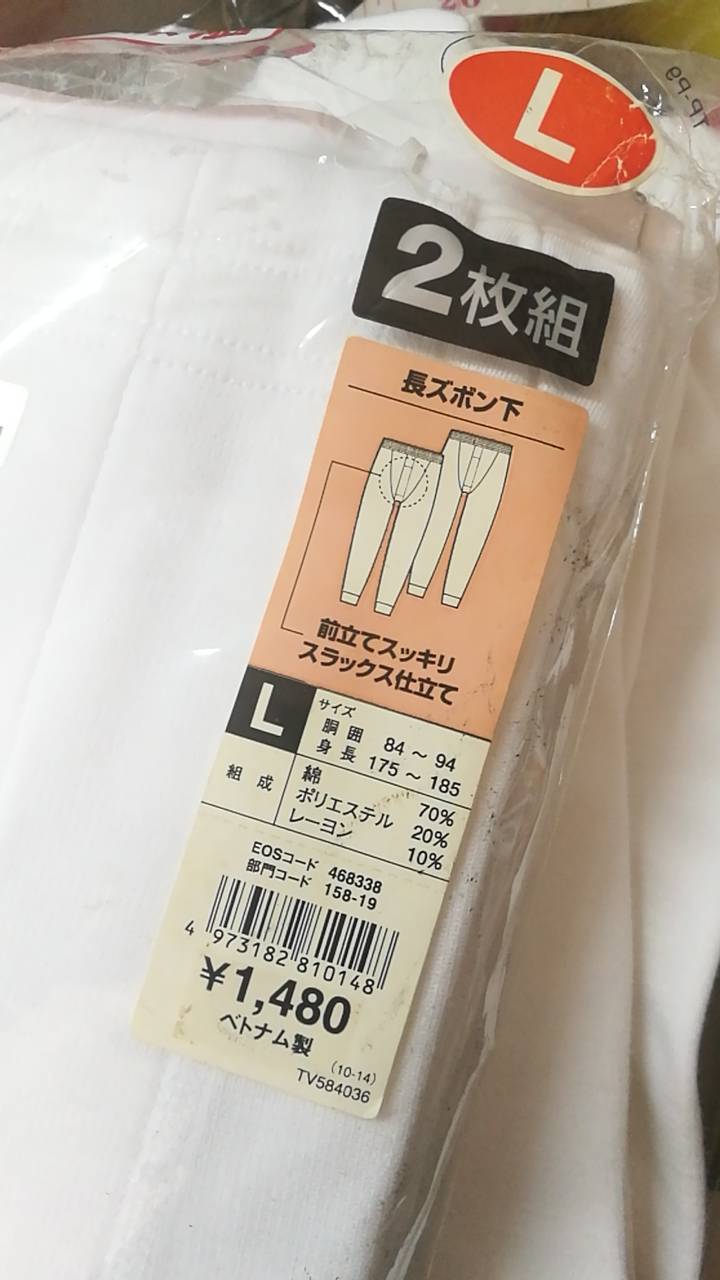 L
2枚組
長ズボン下
前立てスッキリ
スラックス仕立て
L
サイズ
胴囲 84 ~ 94
身長 175 ~ 185
組成
綿 70%
ポリエステル 20%
レーヨン 10%
EOSコード 468338
部門コード 158-19
4 973182 810148
¥1,480
ベトナム製
(10-14)
TV584036